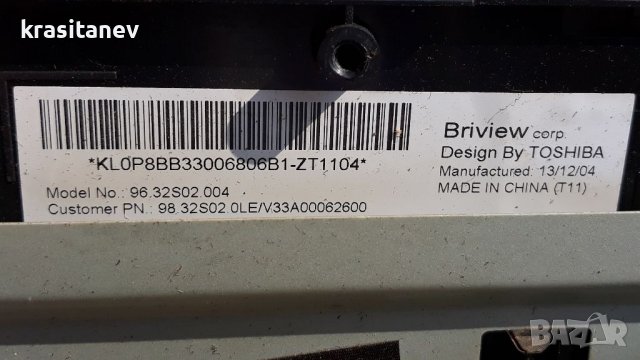 krasitanev
*KL0P8BB33006806B1-ZT1104*
Model No.: 96.32S02.004
Customer PN.: 98.32S02.0LE/V33A00062600
Briview corp.
Design By TOSHIBA
Manufactured: 13/12/04
MADE IN CHINA (T11)
BAZAR